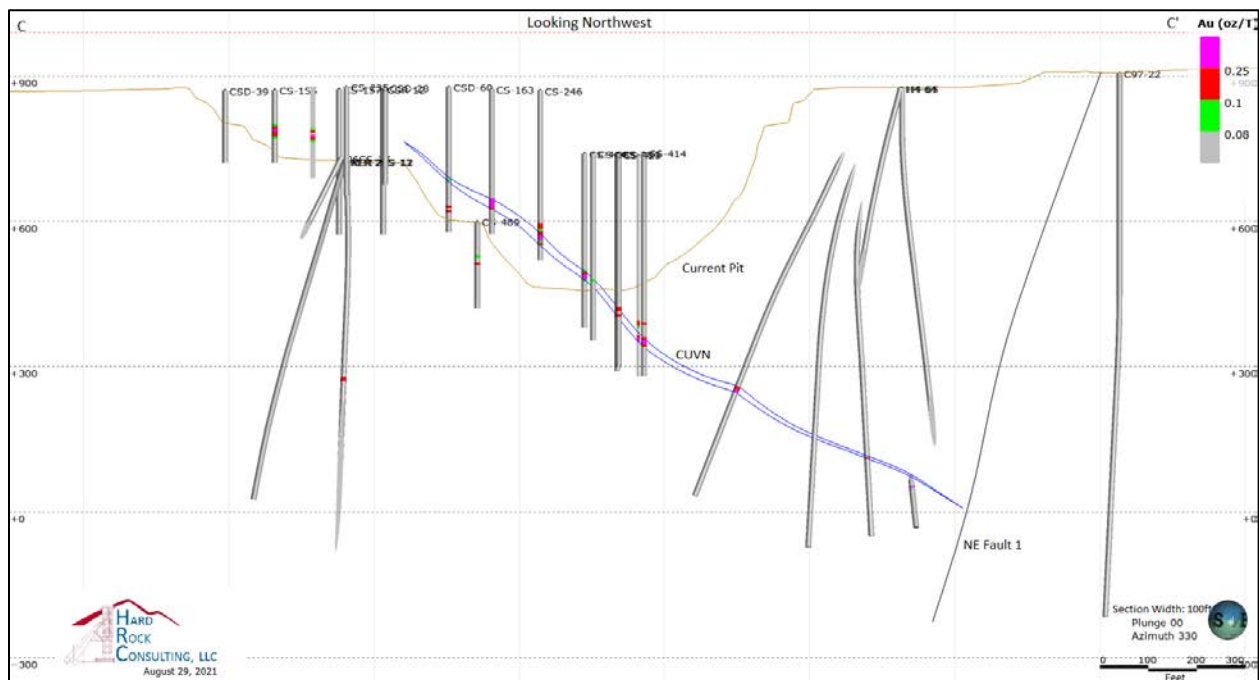 Looking Northwest
C
C'
Au (oz/T)
0.25
0.1
0.08
+900
+900
CSD-39
CSD-60
CS-163
CS-246
C97-22
CS-414
+600
+600
Current Pit
CUVN
+300
+300
+0
+0
NE Fault 1
Section Width: 100ft
Plunge 00
Azimuth 330
HARD
ROCK
CONSULTING, LLC
August 29, 2021
0 100 200 300
Feet
-300